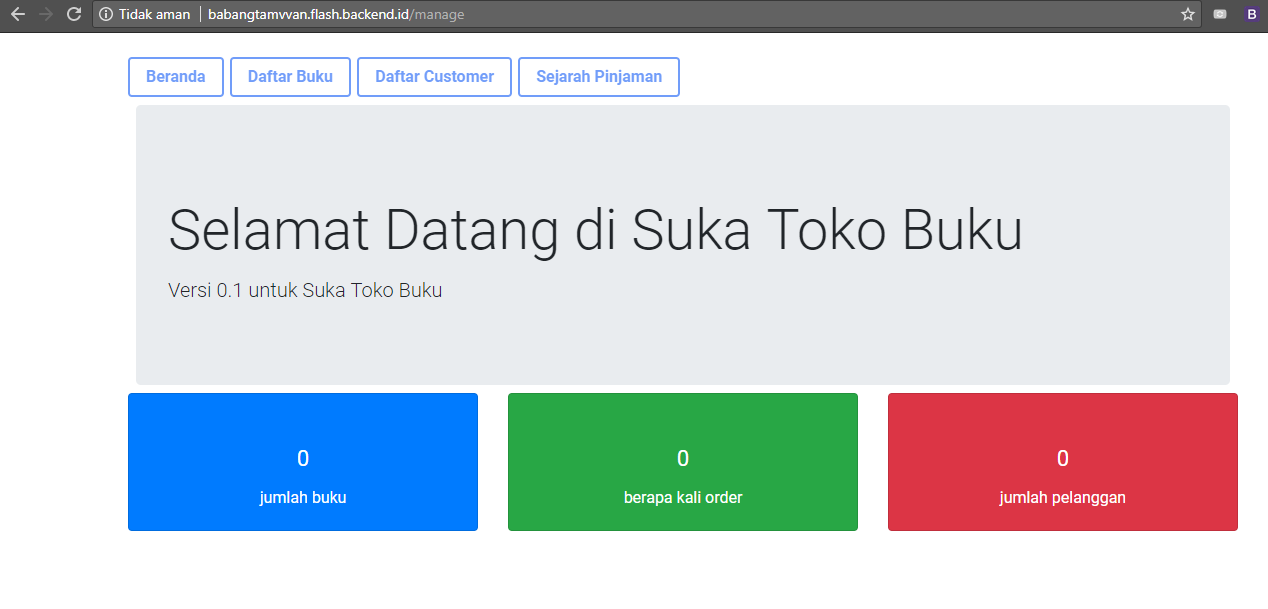 Tidak aman babangtamvvan.flash.backend.id/manage
B
Beranda Daftar Buku Daftar Customer Sejarah Pinjaman
Selamat Datang di Suka Toko Buku
Versi 0.1 untuk Suka Toko Buku
0
jumlah buku
0
berapa kali order
0
jumlah pelanggan